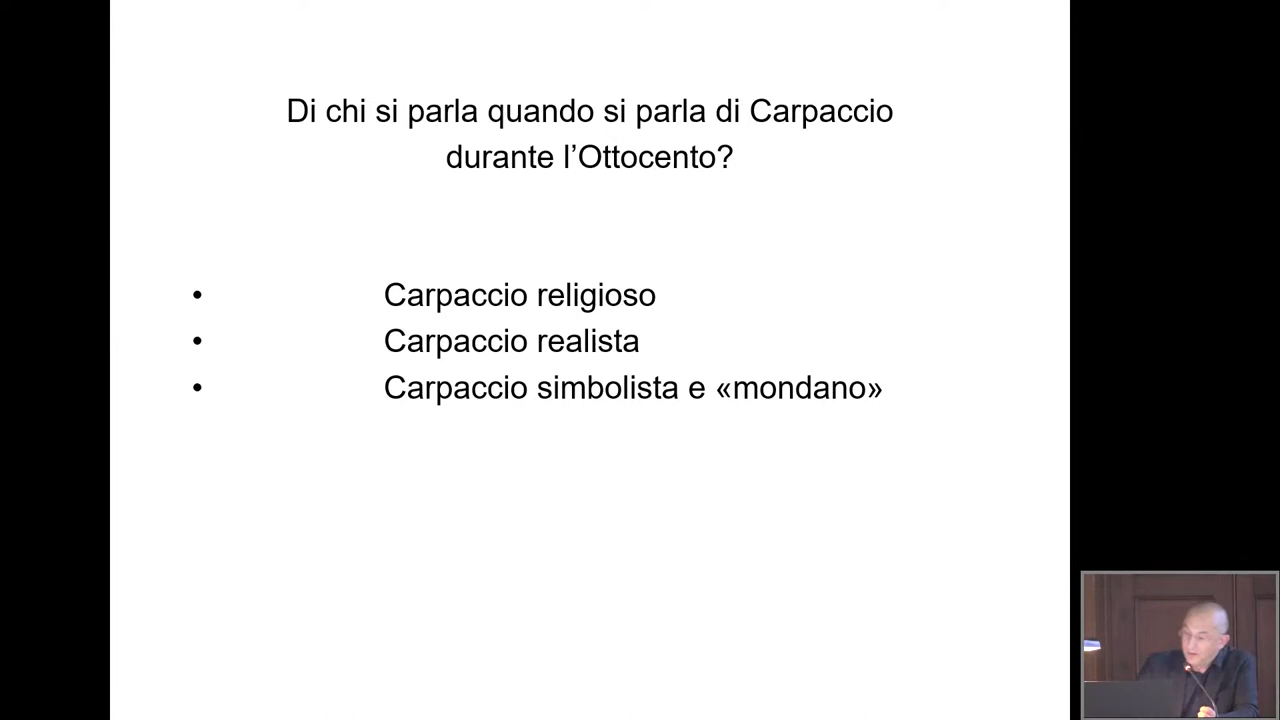 Di chi si parla quando si parla di Carpaccio
durante l’Ottocento?
• Carpaccio religioso
• Carpaccio realista
• Carpaccio simbolista e «mondano»